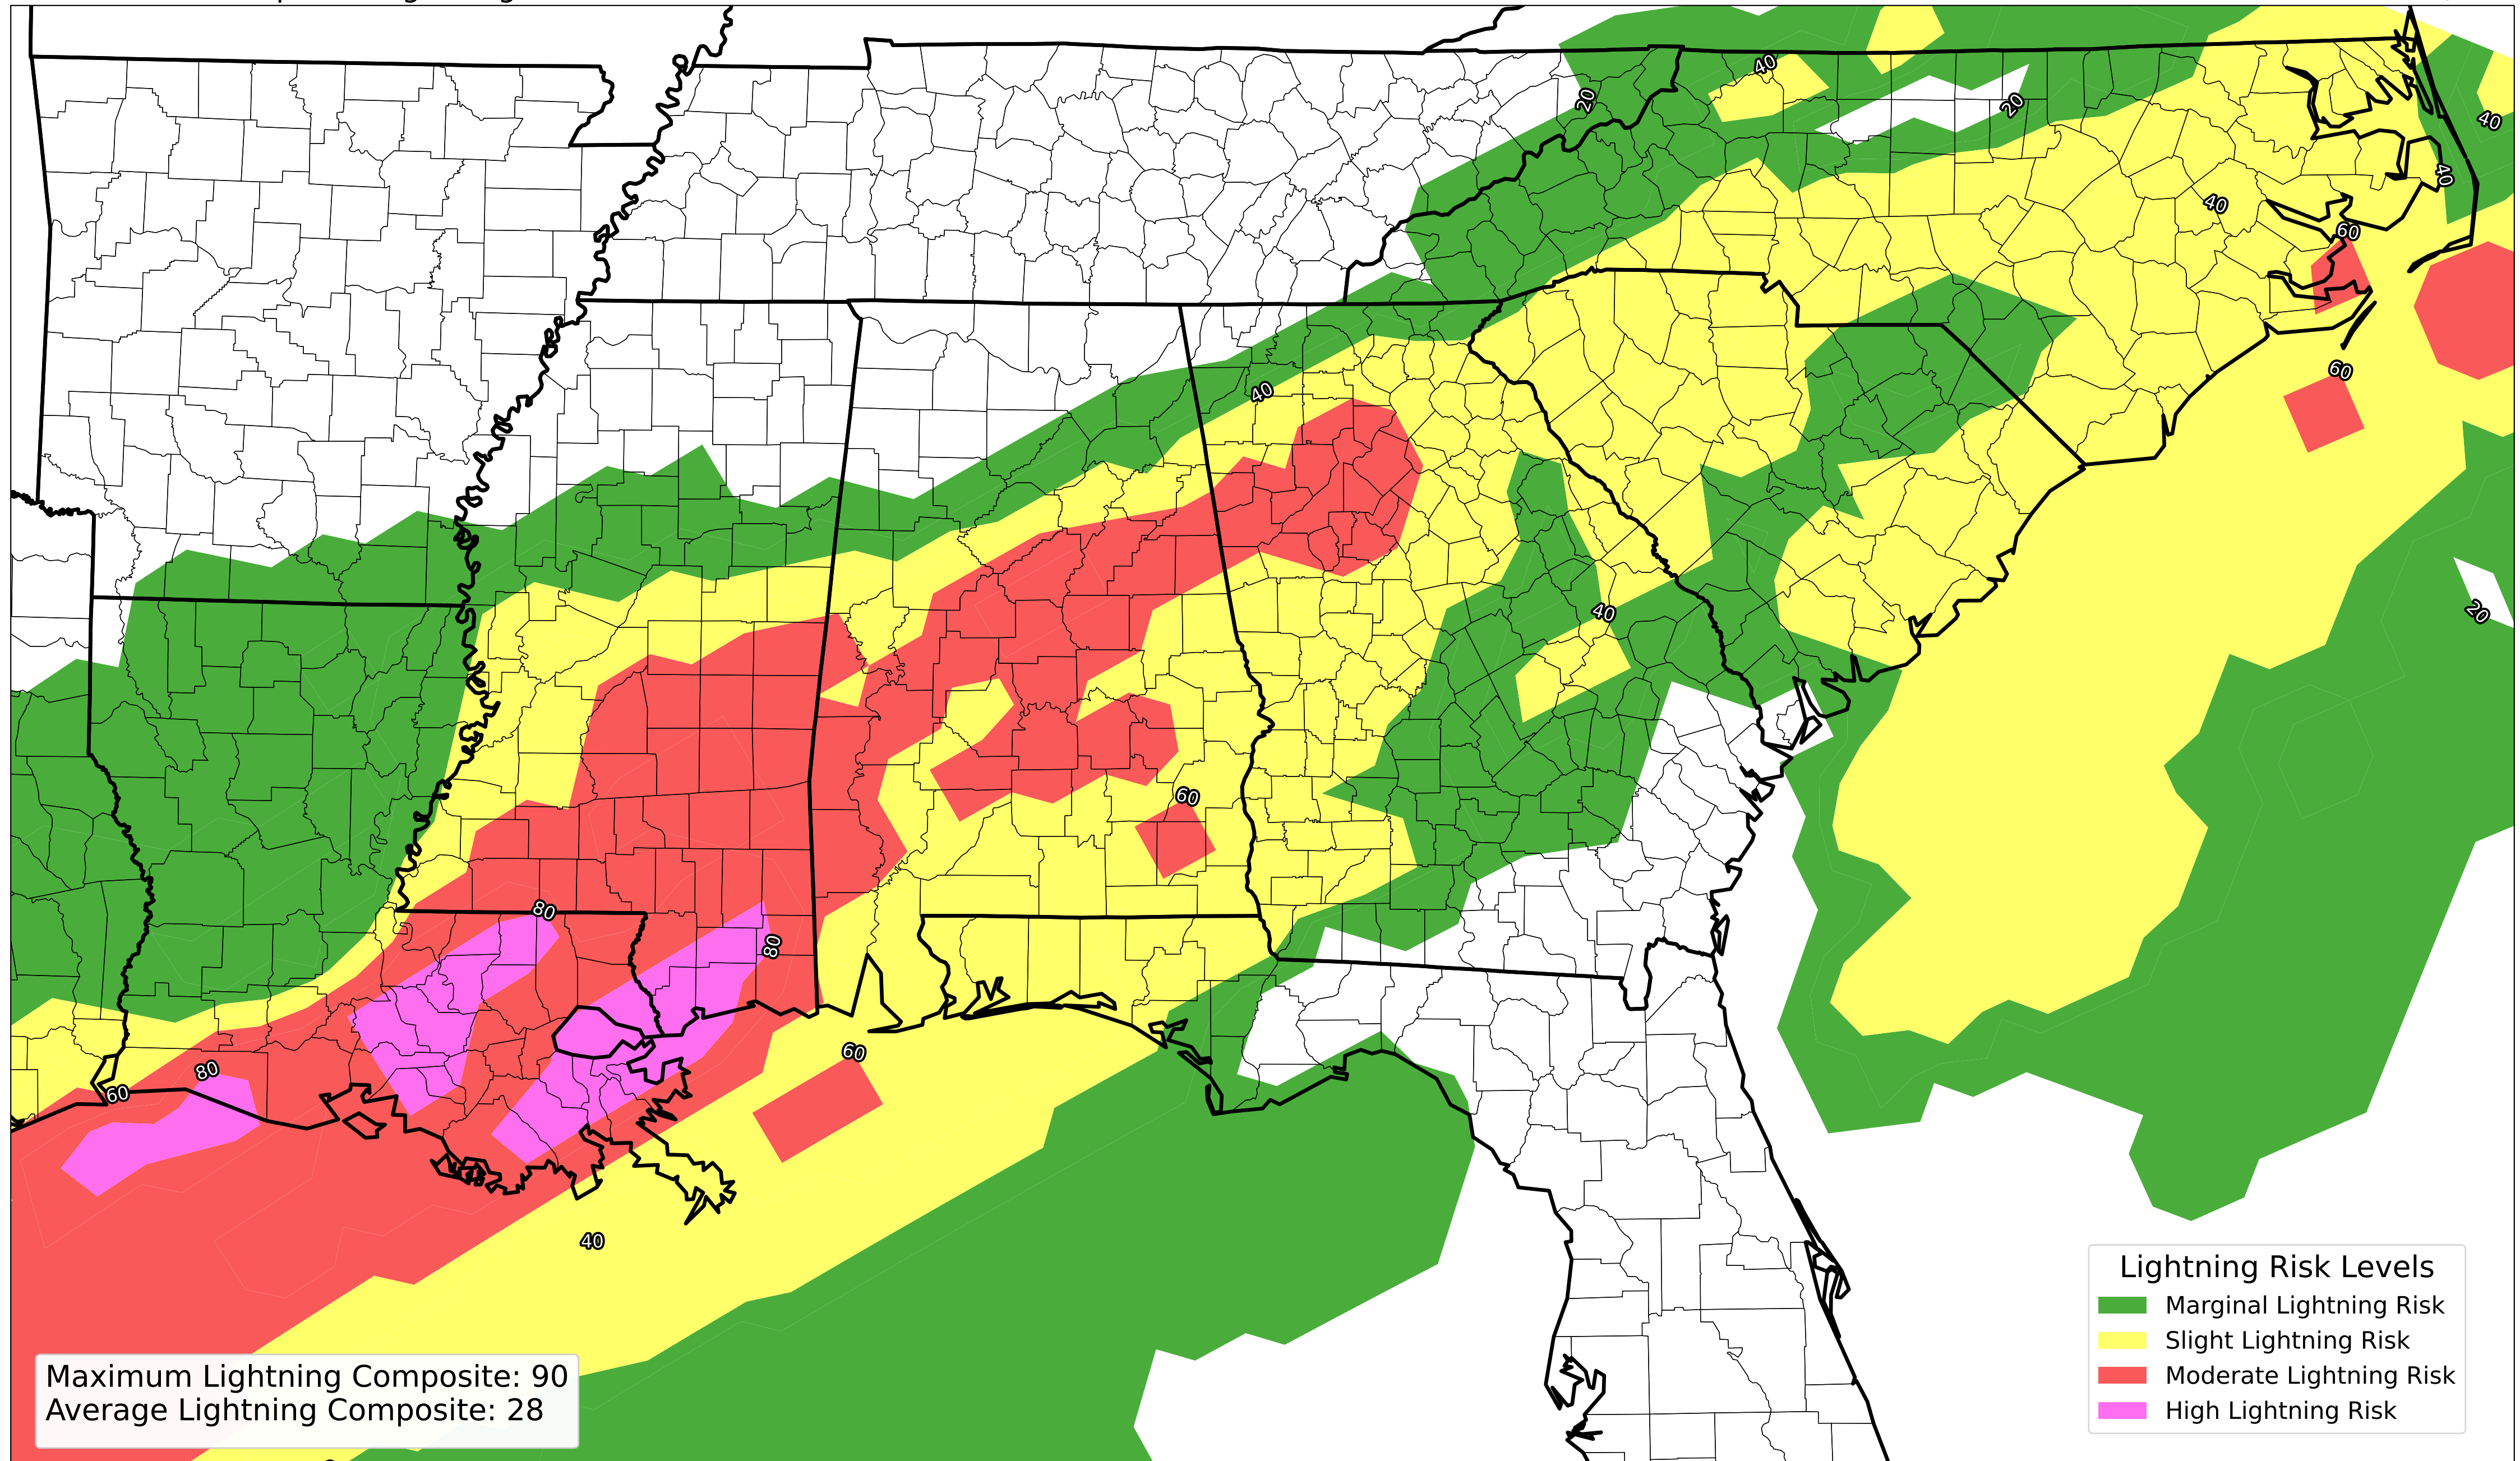 40
20
20
40
40
40
60
60
40
40
20
60
80
80
60
80
60
40
Lightning Risk Levels
Marginal Lightning Risk
Slight Lightning Risk
Moderate Lightning Risk
High Lightning Risk
Maximum Lightning Composite: 90
Average Lightning Composite: 28